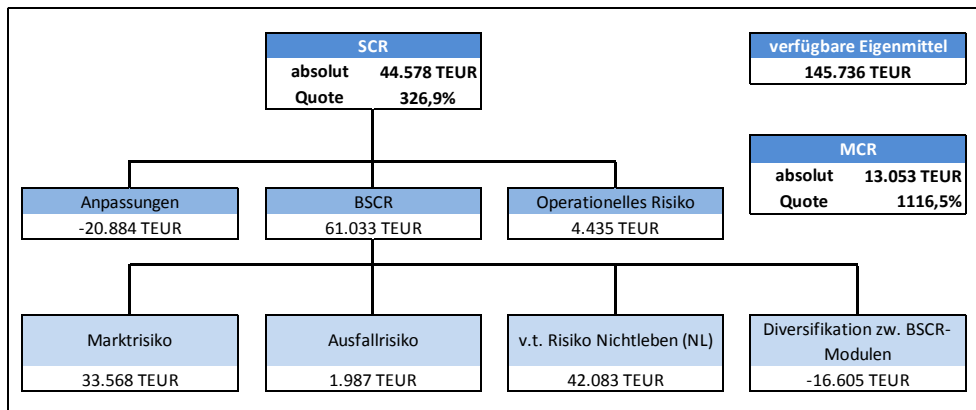 SCR
absolut 44.578 TEUR
Quote 326,9%
verfügbare Eigenmittel
145.736 TEUR
MCR
absolut 13.053 TEUR
Quote 1116,5%
Anpassungen
-20.884 TEUR
BSCR
61.033 TEUR
Operationelles Risiko
4.435 TEUR
Marktrisiko
33.568 TEUR
Ausfallrisiko
1.987 TEUR
v.t. Risiko Nichtleben (NL)
42.083 TEUR
Diversifikation zw. BSCR-
Modulen
-16.605 TEUR